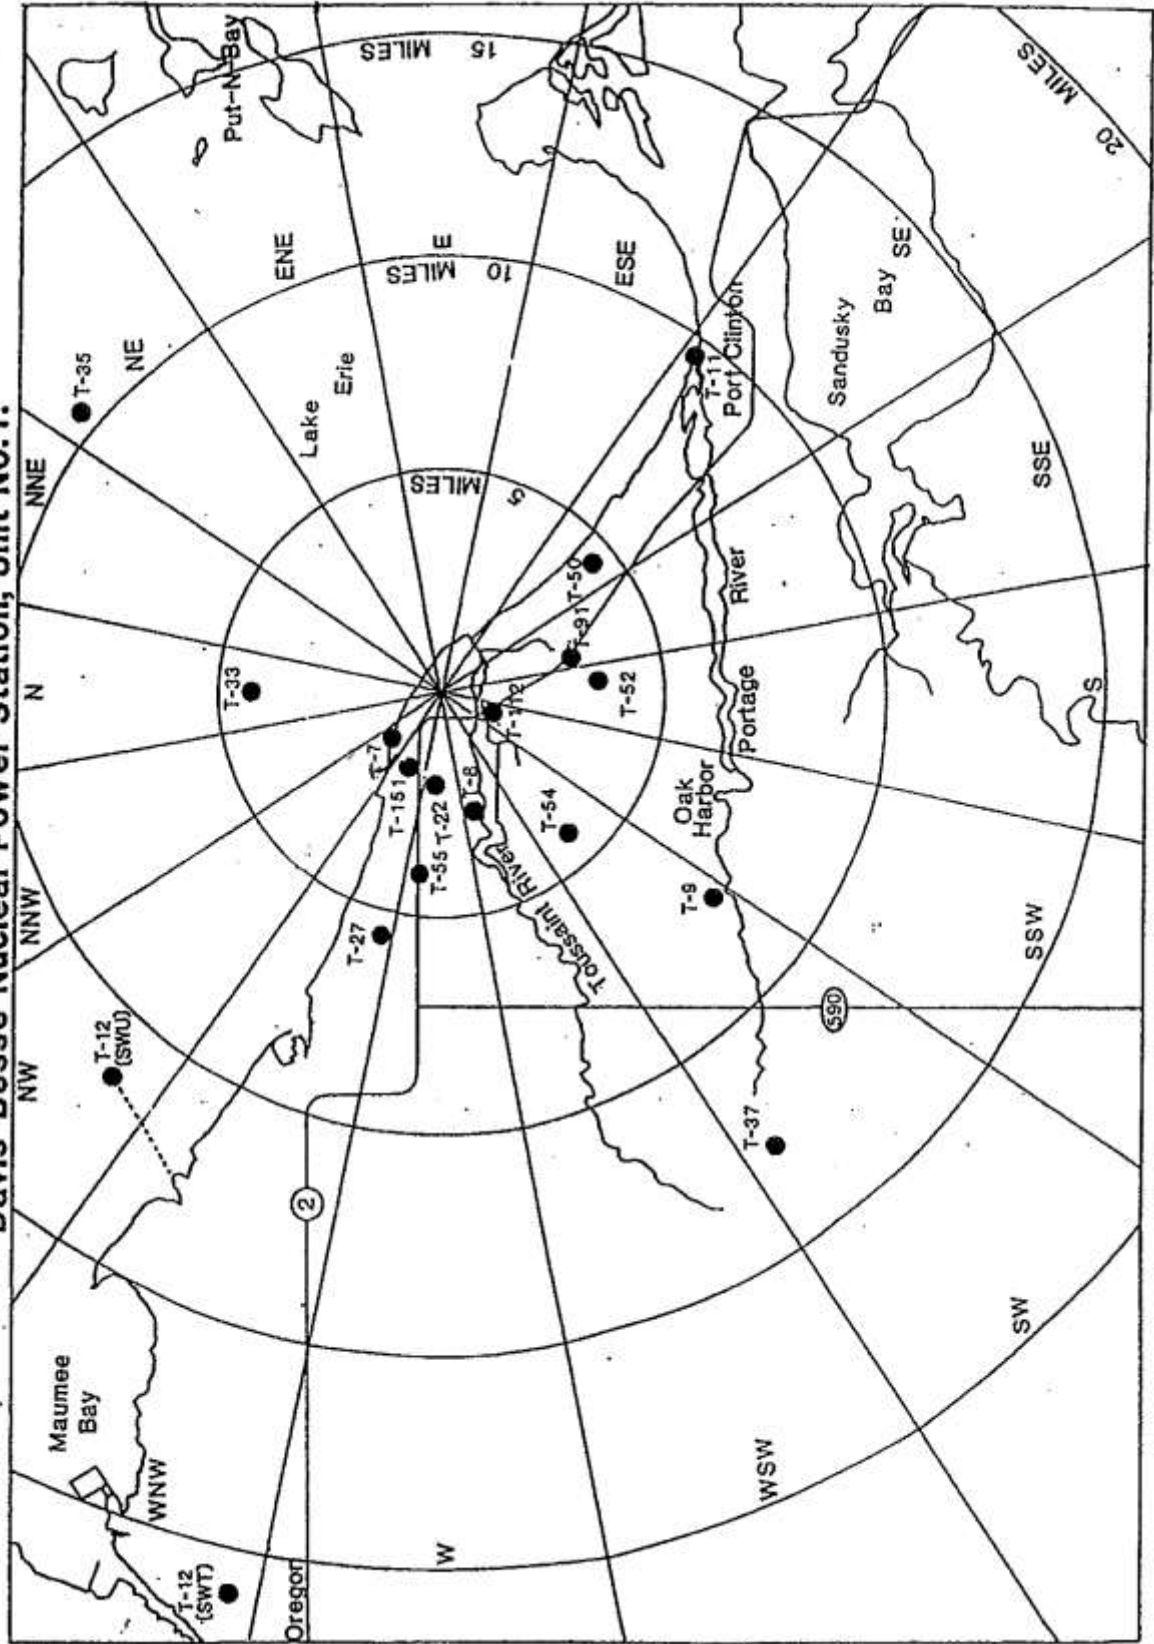 Davis-Besse Nuclear Power Station, Unit No. 1.
NW
NNW
N
NNE
NE
ENE
E
ESE
SE
SSE
S
SSW
SW
WSW
W
WNW
Maumee
Bay
T-12
(SWT)
Oregon
2
T-12
(SWU)
T-27
T-55
T-22
T-151
T-7
T-8
T-33
T-35
Lake
Erie
Put-N-Bay
MILES
5
MILES
10
MILES
15
MILES
20
T-50
T-91
T-52
T-112
T-54
Toussaint
River
T-9
T-37
590
Oak
Harbor
Portage
River
T-11
Port Clinton
Sandusky
Bay